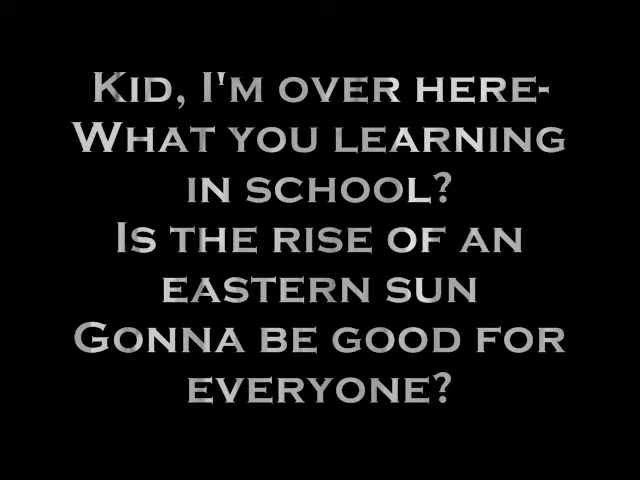 Kid, I'm over here-
What you learning
in school?
Is the rise of an
eastern sun
Gonna be good for
everyone?